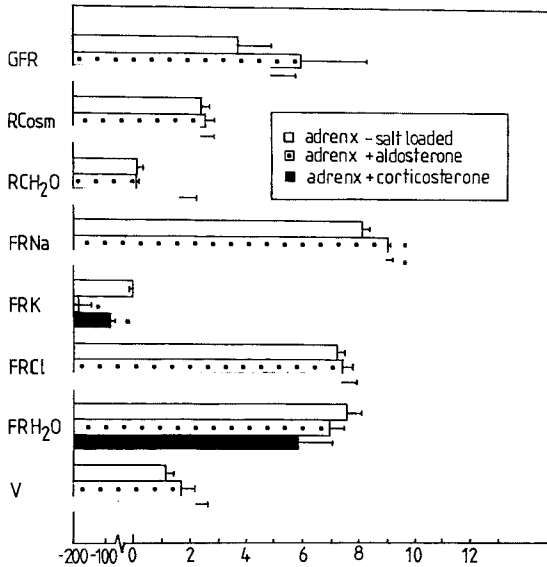 GFR
RCosm
RCH2O
FRNa
FRK
FRCl
FRH2O
V
adrenx - salt loaded
adrenx + aldosterone
adrenx + corticosterone
-200 -100 0 2 4 6 8 10 12